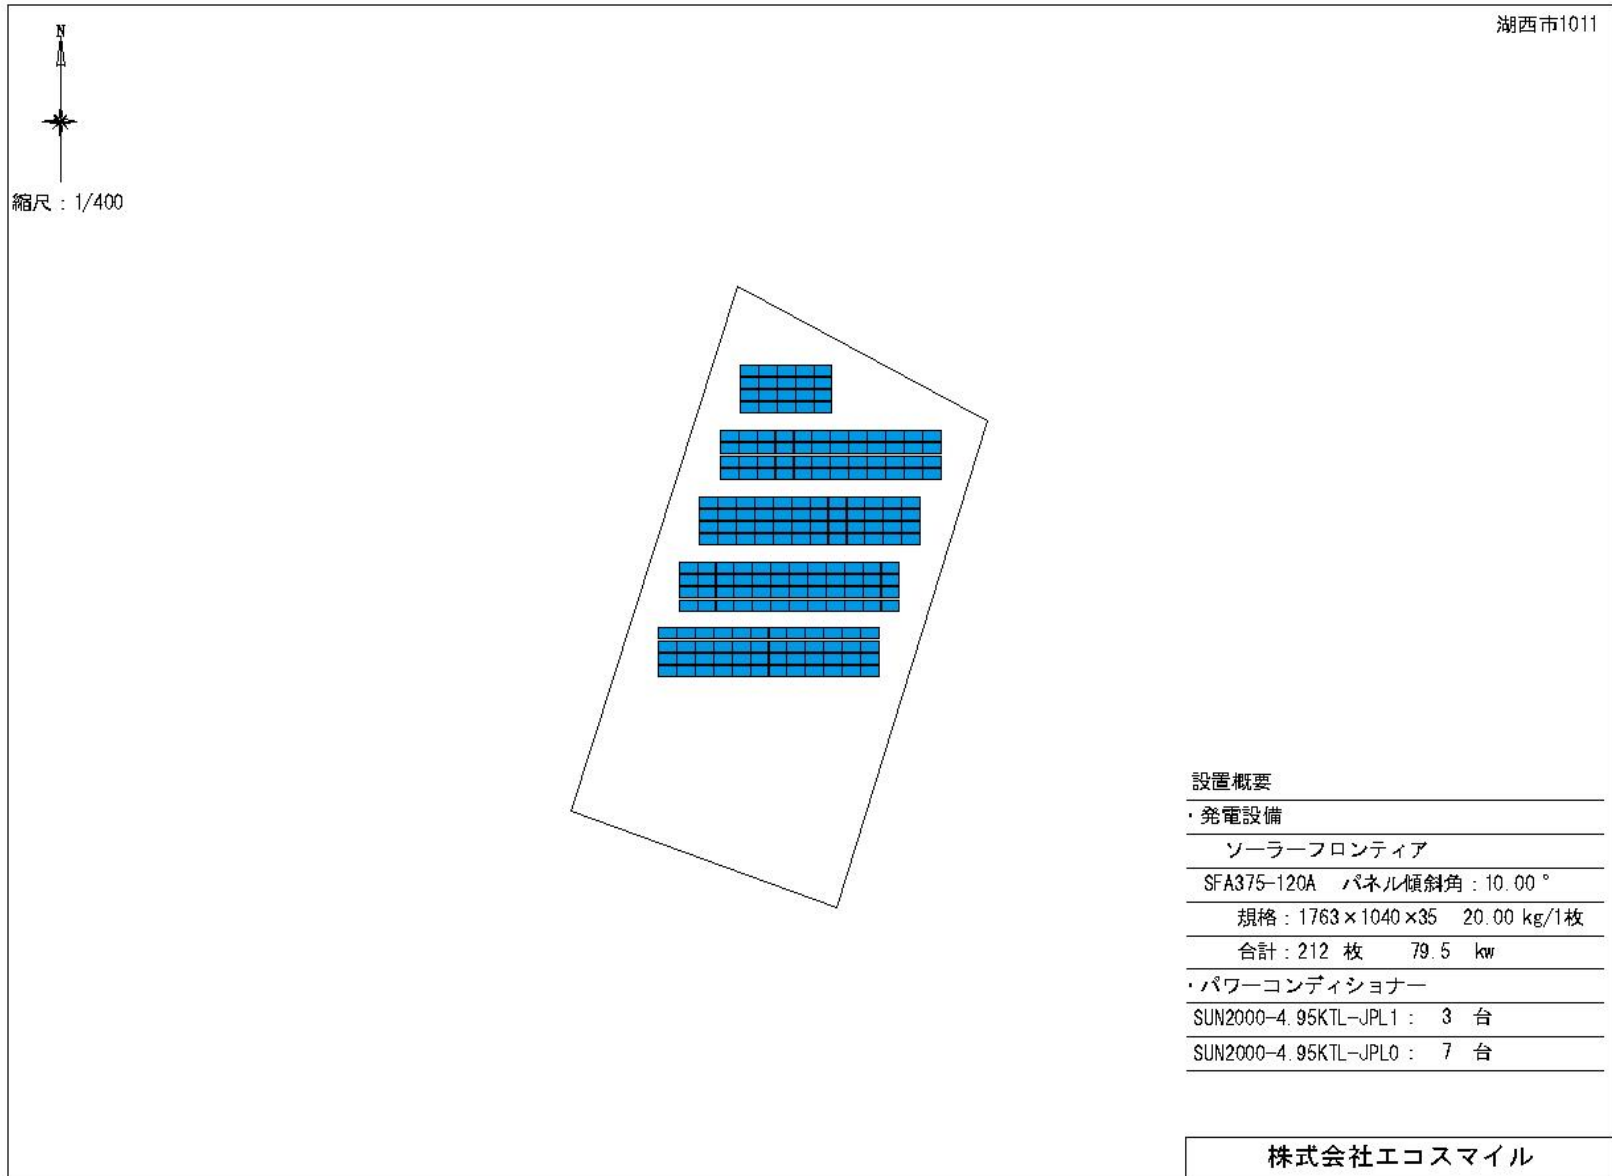 湖西市1011
N
縮尺：1/400
設置概要
・発電設備
ソーラーフロンティア
SFA375-120A パネル傾斜角：10.00°
規格：1763×1040×35 20.00 kg/1枚
合計：212 枚 79.5 kw
・パワーコンディショナー
SUN2000-4.95KTL-JPL1： 3 台
SUN2000-4.95KTL-JPL0： 7 台
株式会社エコスマイル